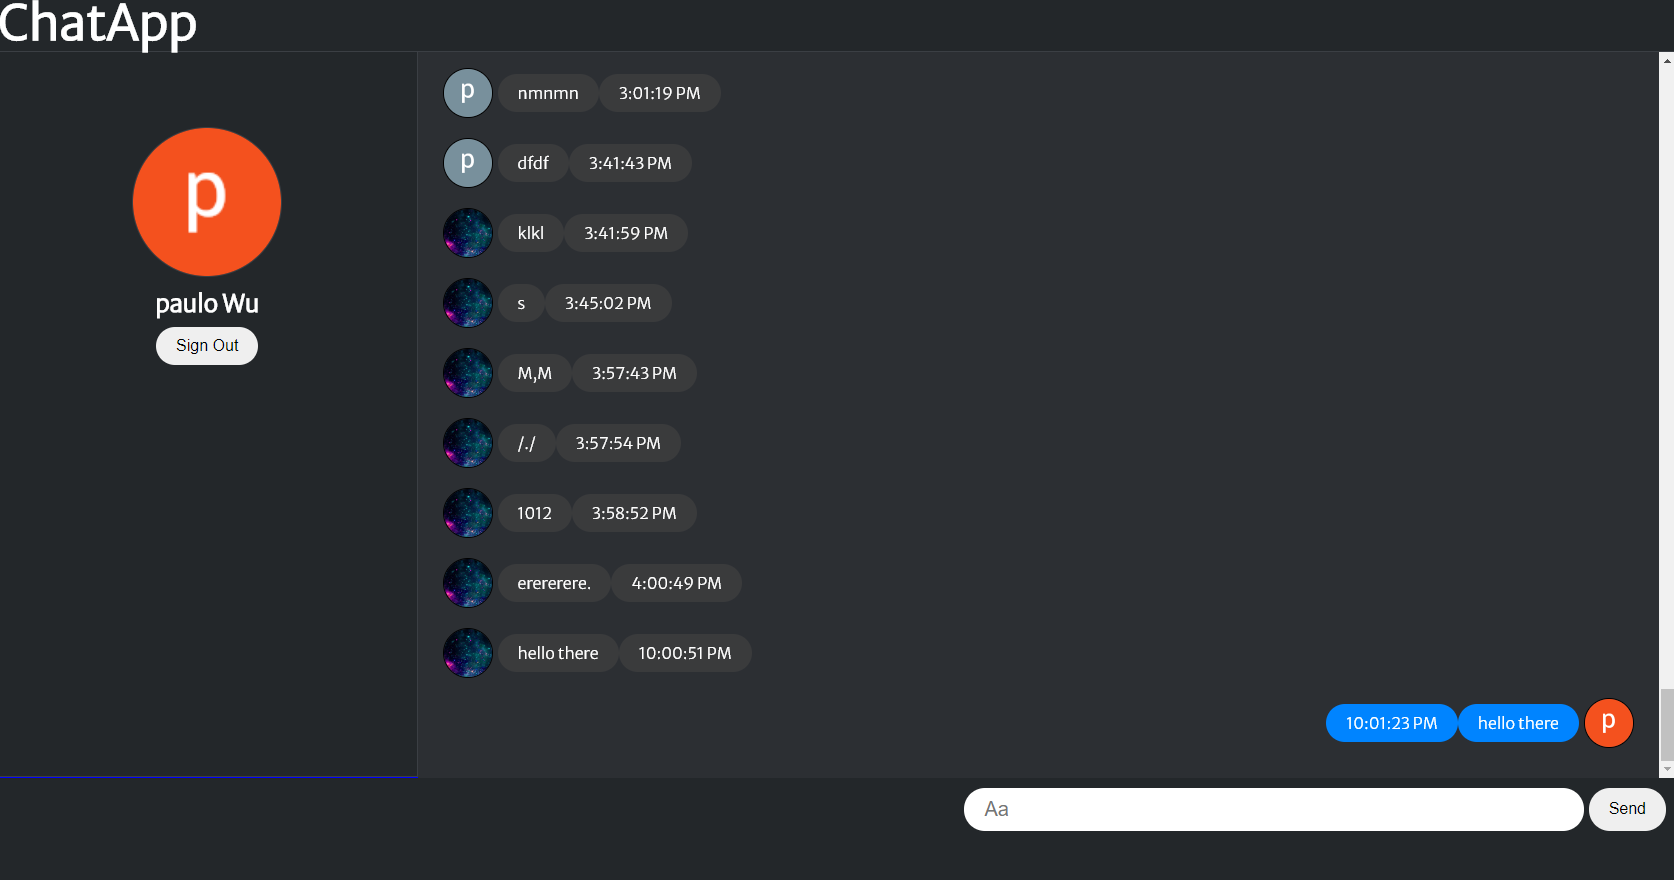 ChatApp
p
paulo Wu
Sign Out
p nmnmn 3:01:19 PM
p dfdf 3:41:43 PM
klkl 3:41:59 PM
s 3:45:02 PM
M,M 3:57:43 PM
/./ 3:57:54 PM
1012 3:58:52 PM
erererere. 4:00:49 PM
hello there 10:00:51 PM
10:01:23 PM hello there p
Aa Send